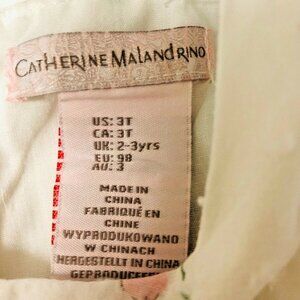 CATHERINE MALANDRINO
US: 3T
CA: 3T
UK: 2-3yrs
EU: 98
AU: 3
MADE IN
CHINA
FABRIQUÉ EN
CHINE
WYPRODUKOWANO
W CHINACH
HERGESTELLT IN CHINA
GEPRODUCEERD